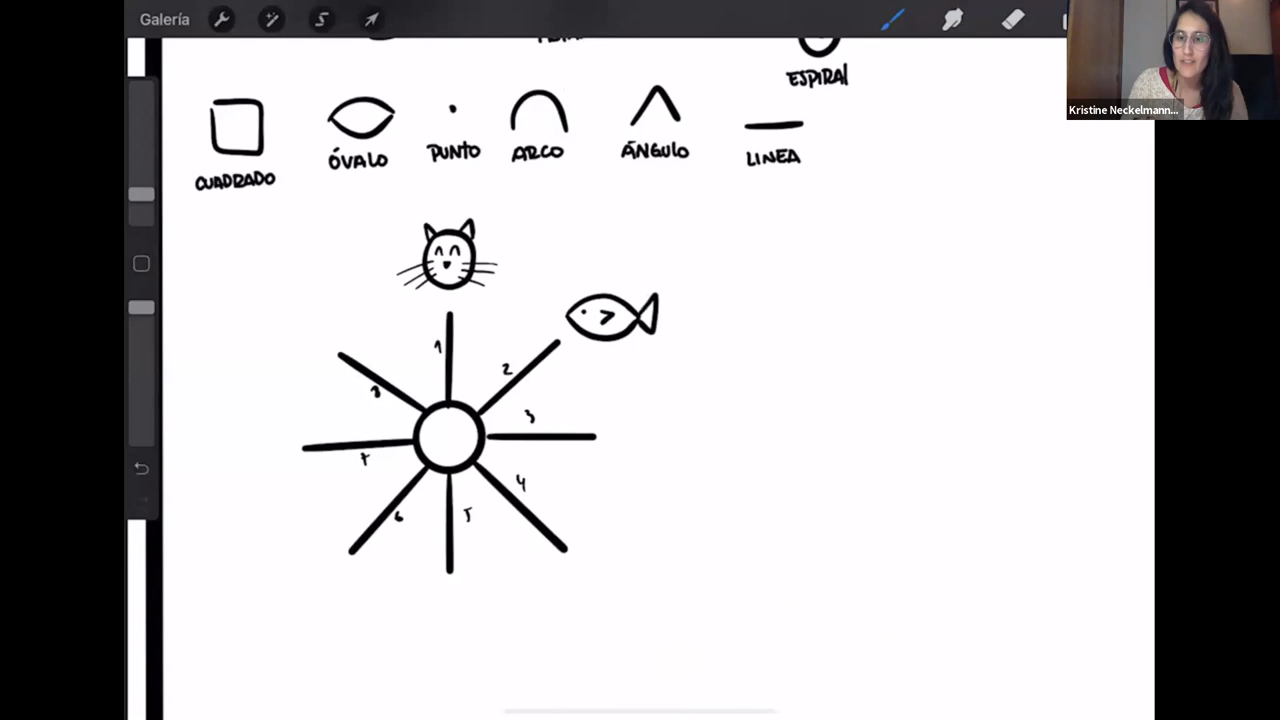 Galería
ESPIRAL
CUADRADO
ÓVALO
PUNTO
ARCO
ÁNGULO
LINEA
Kristine Neckelmann...
1
2
3
4
5
6
7
8